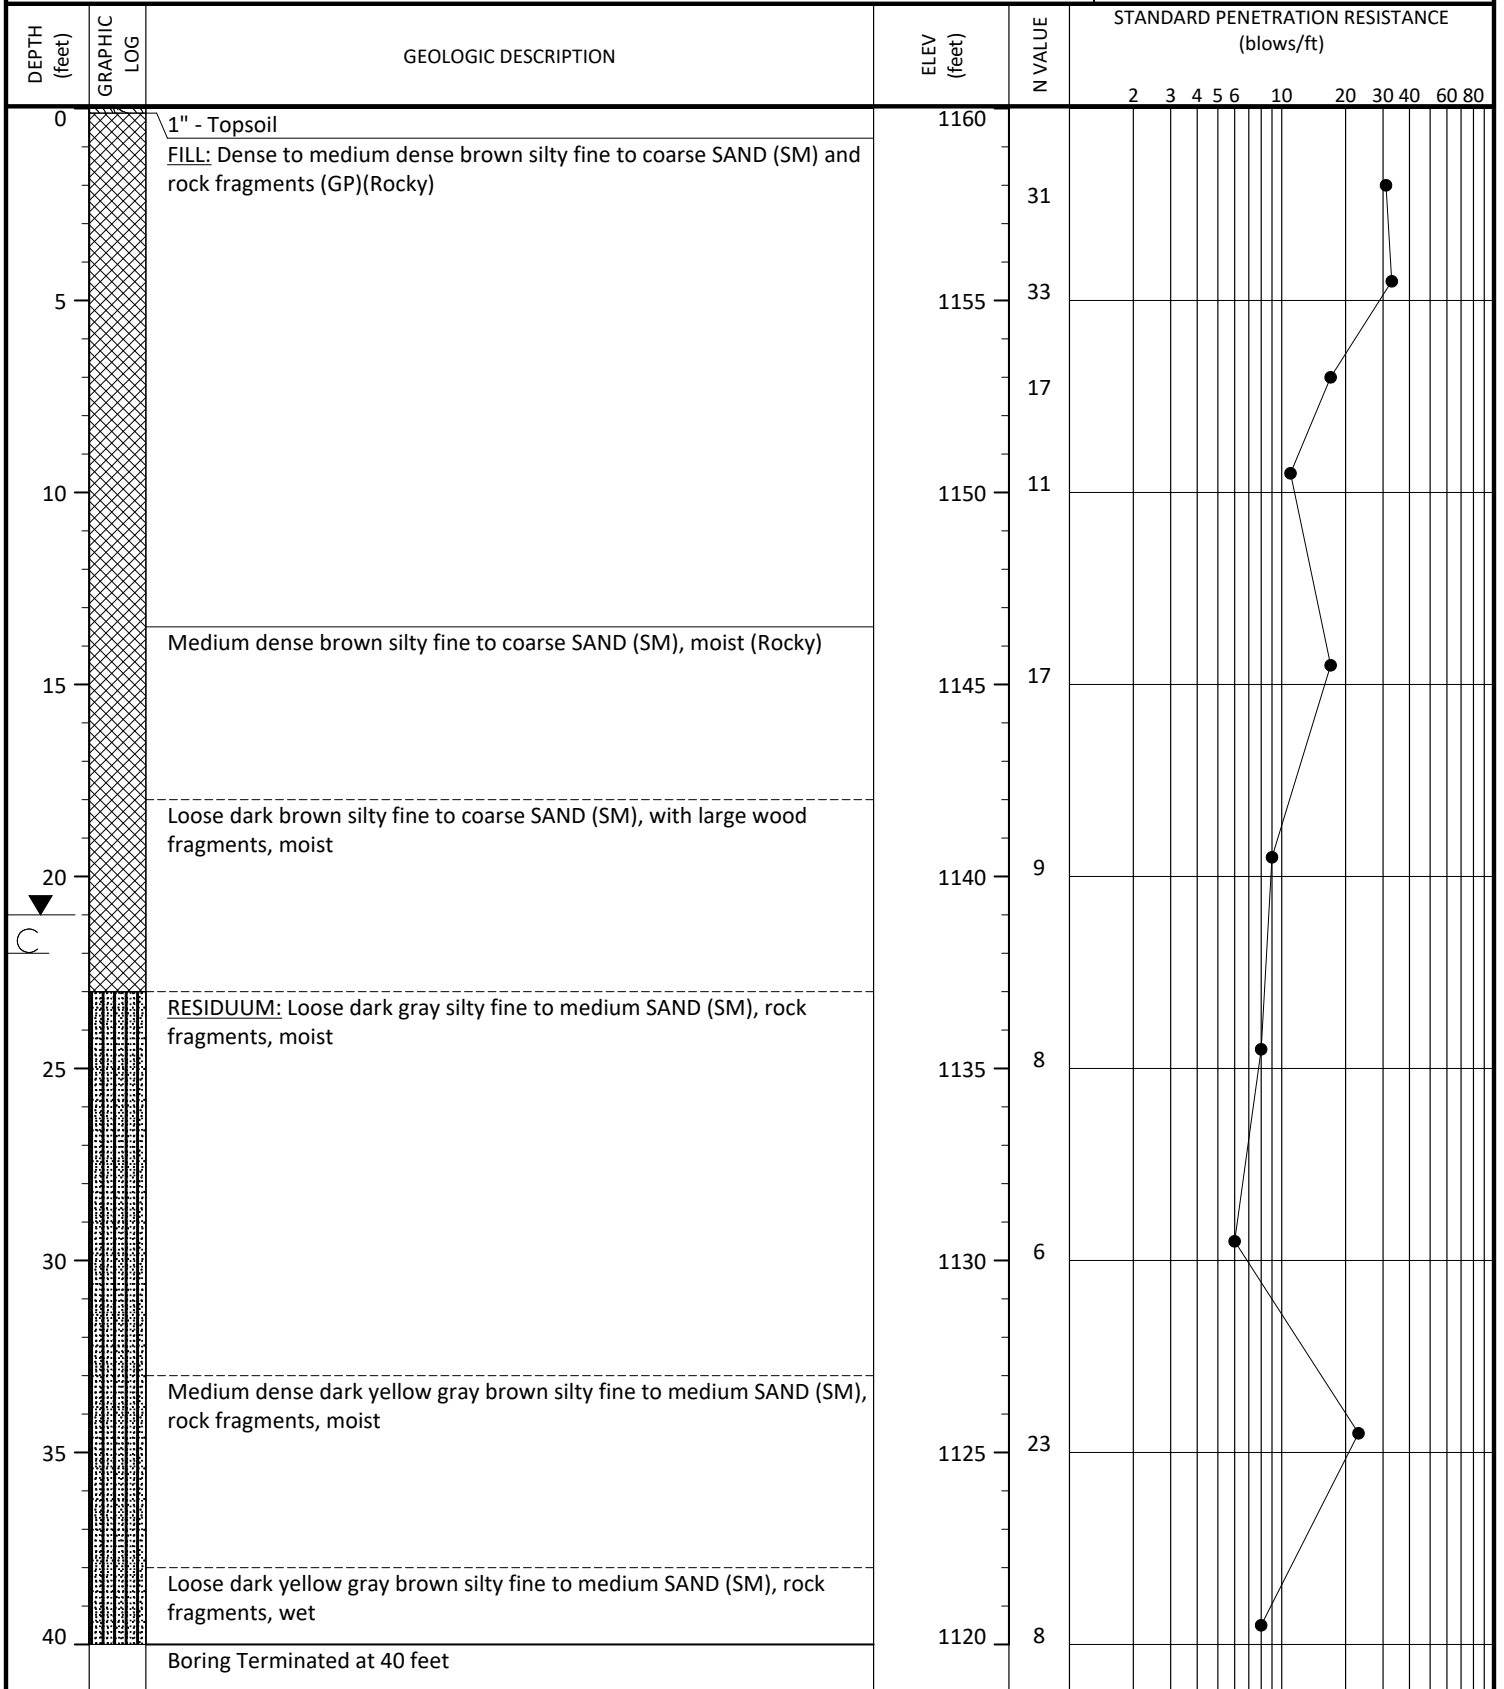 DEPTH
(feet)
GRAPHIC
LOG
GEOLOGIC DESCRIPTION
ELEV
(feet)
N VALUE
STANDARD PENETRATION RESISTANCE
(blows/ft)
2 3 4 5 6 10 20 30 40 60 80
0 1" - Topsoil 1160
FILL: Dense to medium dense brown silty fine to coarse SAND (SM) and
rock fragments (GP)(Rocky)
31
5 1155 33
17
10 1150 11
Medium dense brown silty fine to coarse SAND (SM), moist (Rocky)
15 1145 17
Loose dark brown silty fine to coarse SAND (SM), with large wood
fragments, moist
20 1140 9
C
RESIDUUM: Loose dark gray silty fine to medium SAND (SM), rock
fragments, moist
25 1135 8
30 1130 6
Medium dense dark yellow gray brown silty fine to medium SAND (SM),
rock fragments, moist
35 1125 23
Loose dark yellow gray brown silty fine to medium SAND (SM), rock
fragments, wet
40 1120 8
Boring Terminated at 40 feet